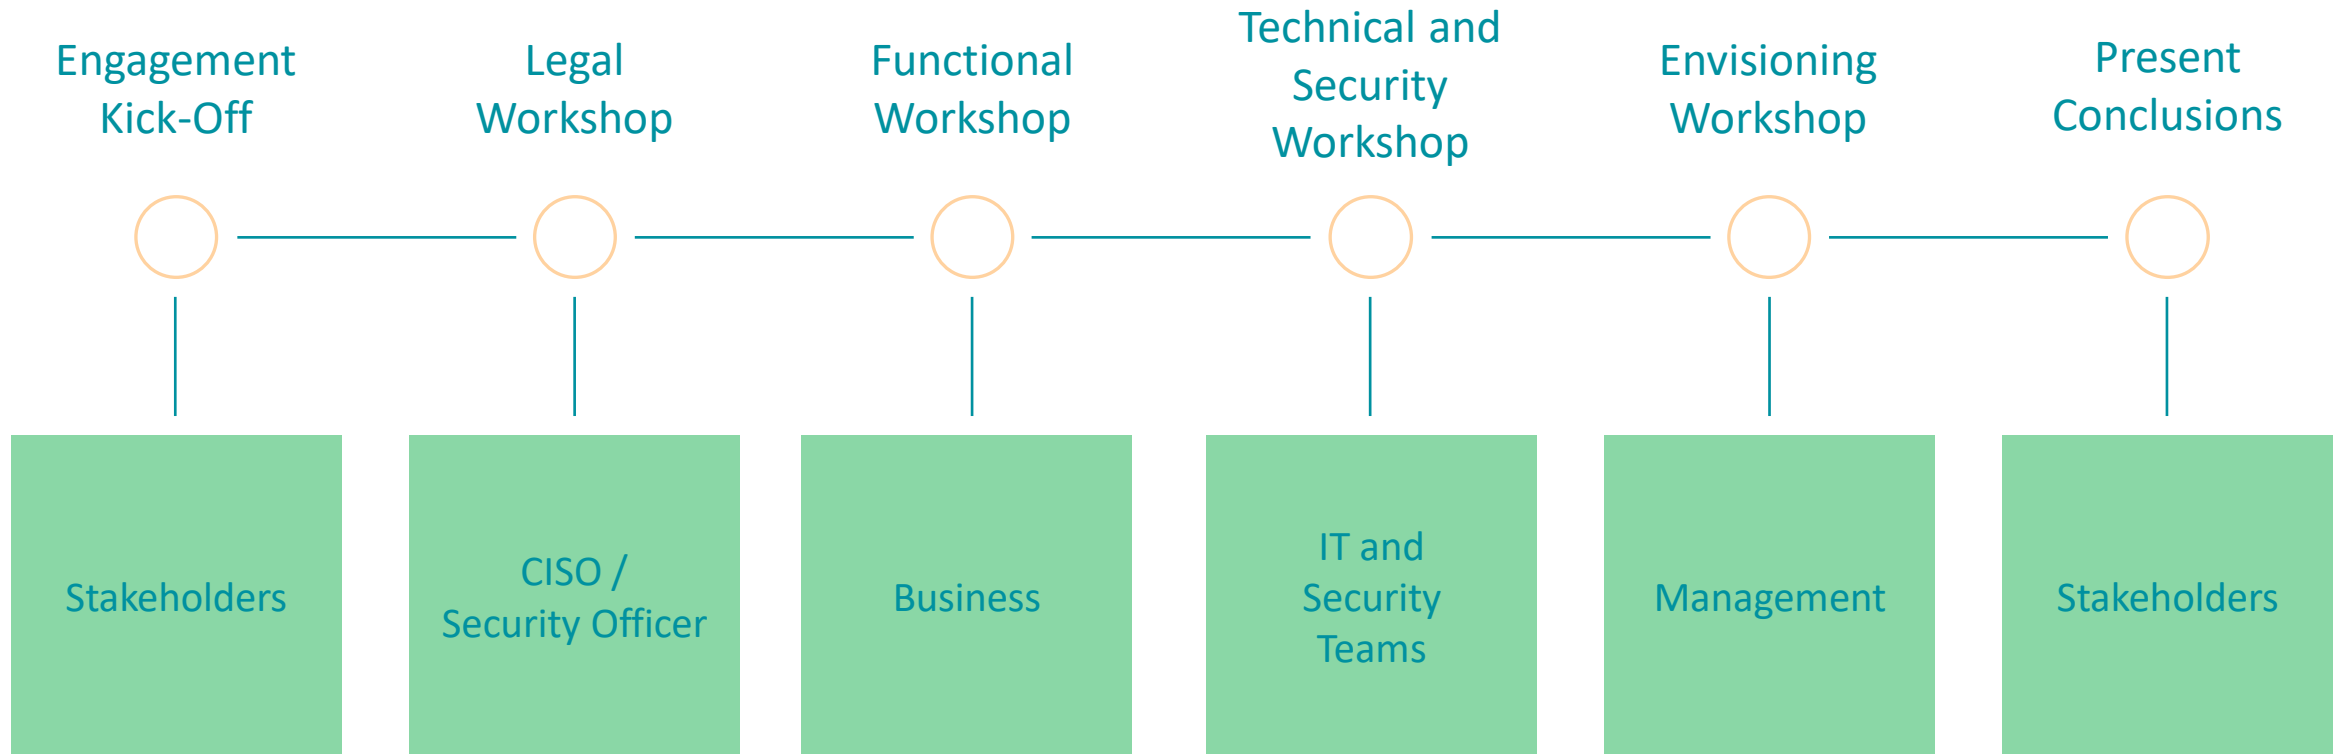 Engagement
Kick-Off
Legal
Workshop
Functional
Workshop
Technical and
Security
Workshop
Envisioning
Workshop
Present
Conclusions
Stakeholders
CISO /
Security Officer
Business
IT and
Security
Teams
Management
Stakeholders